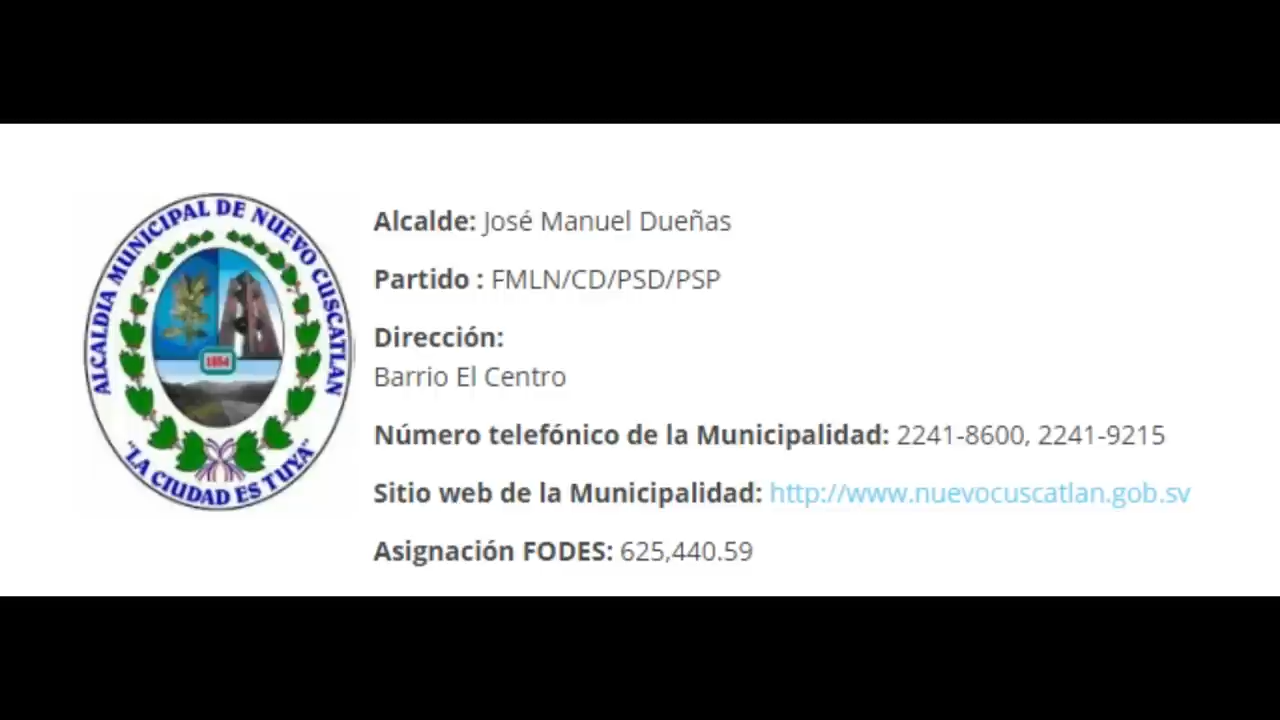 ALCALDIA MUNICIPAL DE NUEVO CUSCATLAN
1854
"LA CIUDAD ES TUYA"
Alcalde: José Manuel Dueñas
Partido : FMLN/CD/PSD/PSP
Dirección:
Barrio El Centro
Número telefónico de la Municipalidad: 2241-8600, 2241-9215
Sitio web de la Municipalidad: http://www.nuevocuscatlan.gob.sv
Asignación FODES: 625,440.59